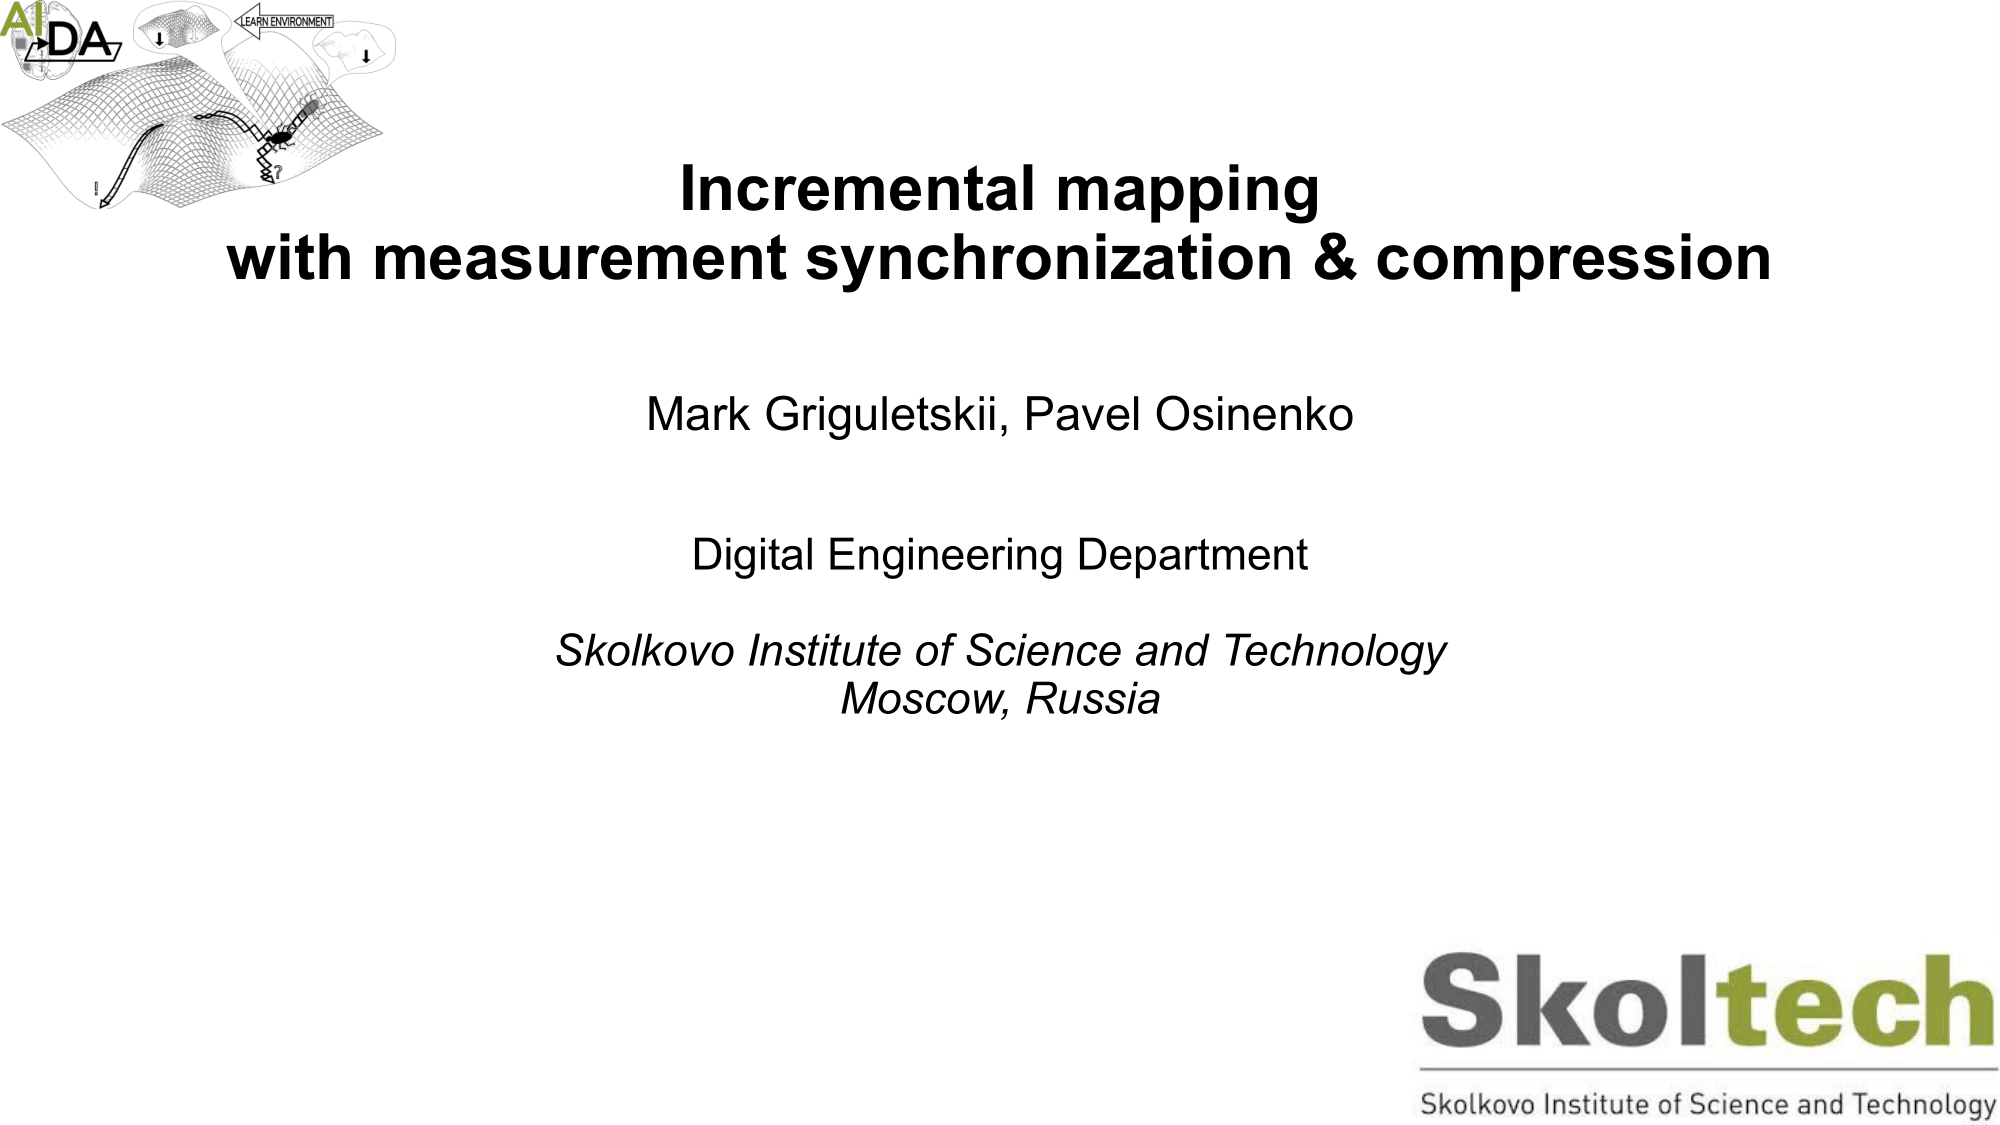 AIDA
LEARN ENVIRONMENT
!
?
Incremental mapping
with measurement synchronization & compression
Mark Griguletskii, Pavel Osinenko
Digital Engineering Department
Skolkovo Institute of Science and Technology
Moscow, Russia
Skoltech
Skolkovo Institute of Science and Technology